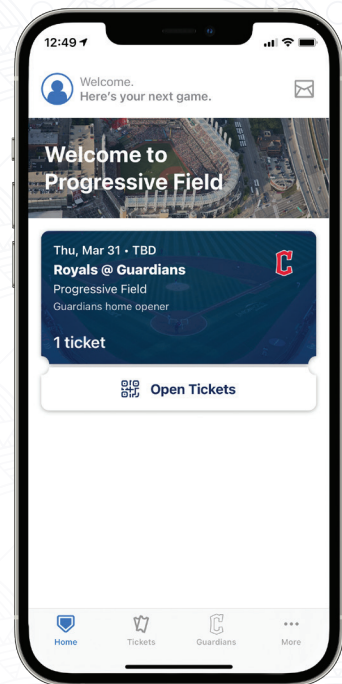 12:49
Welcome.
Here's your next game.
Welcome to
Progressive Field
Thu, Mar 31 • TBD
Royals @ Guardians
Progressive Field
Guardians home opener
C
1 ticket
Open Tickets
C
Home Tickets Guardians More